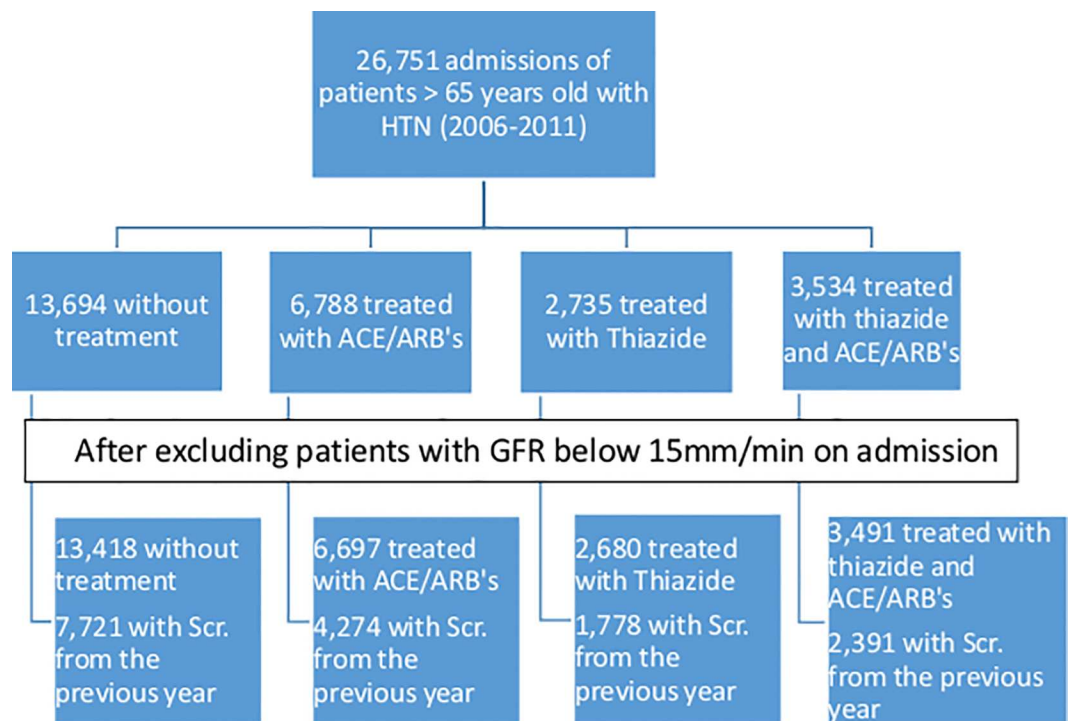 26,751 admissions of
patients > 65 years old with
HTN (2006-2011)
13,694 without
treatment
6,788 treated
with ACE/ARB's
2,735 treated
with Thiazide
3,534 treated
with thiazide
and ACE/ARB's
After excluding patients with GFR below 15mm/min on admission
13,418 without
treatment
7,721 with Scr.
from the
previous year
6,697 treated
with ACE/ARB's
4,274 with Scr.
from the
previous year
2,680 treated
with Thiazide
1,778 with Scr.
from the
previous year
3,491 treated with
thiazide and
ACE/ARB's
2,391 with Scr.
from the previous
year